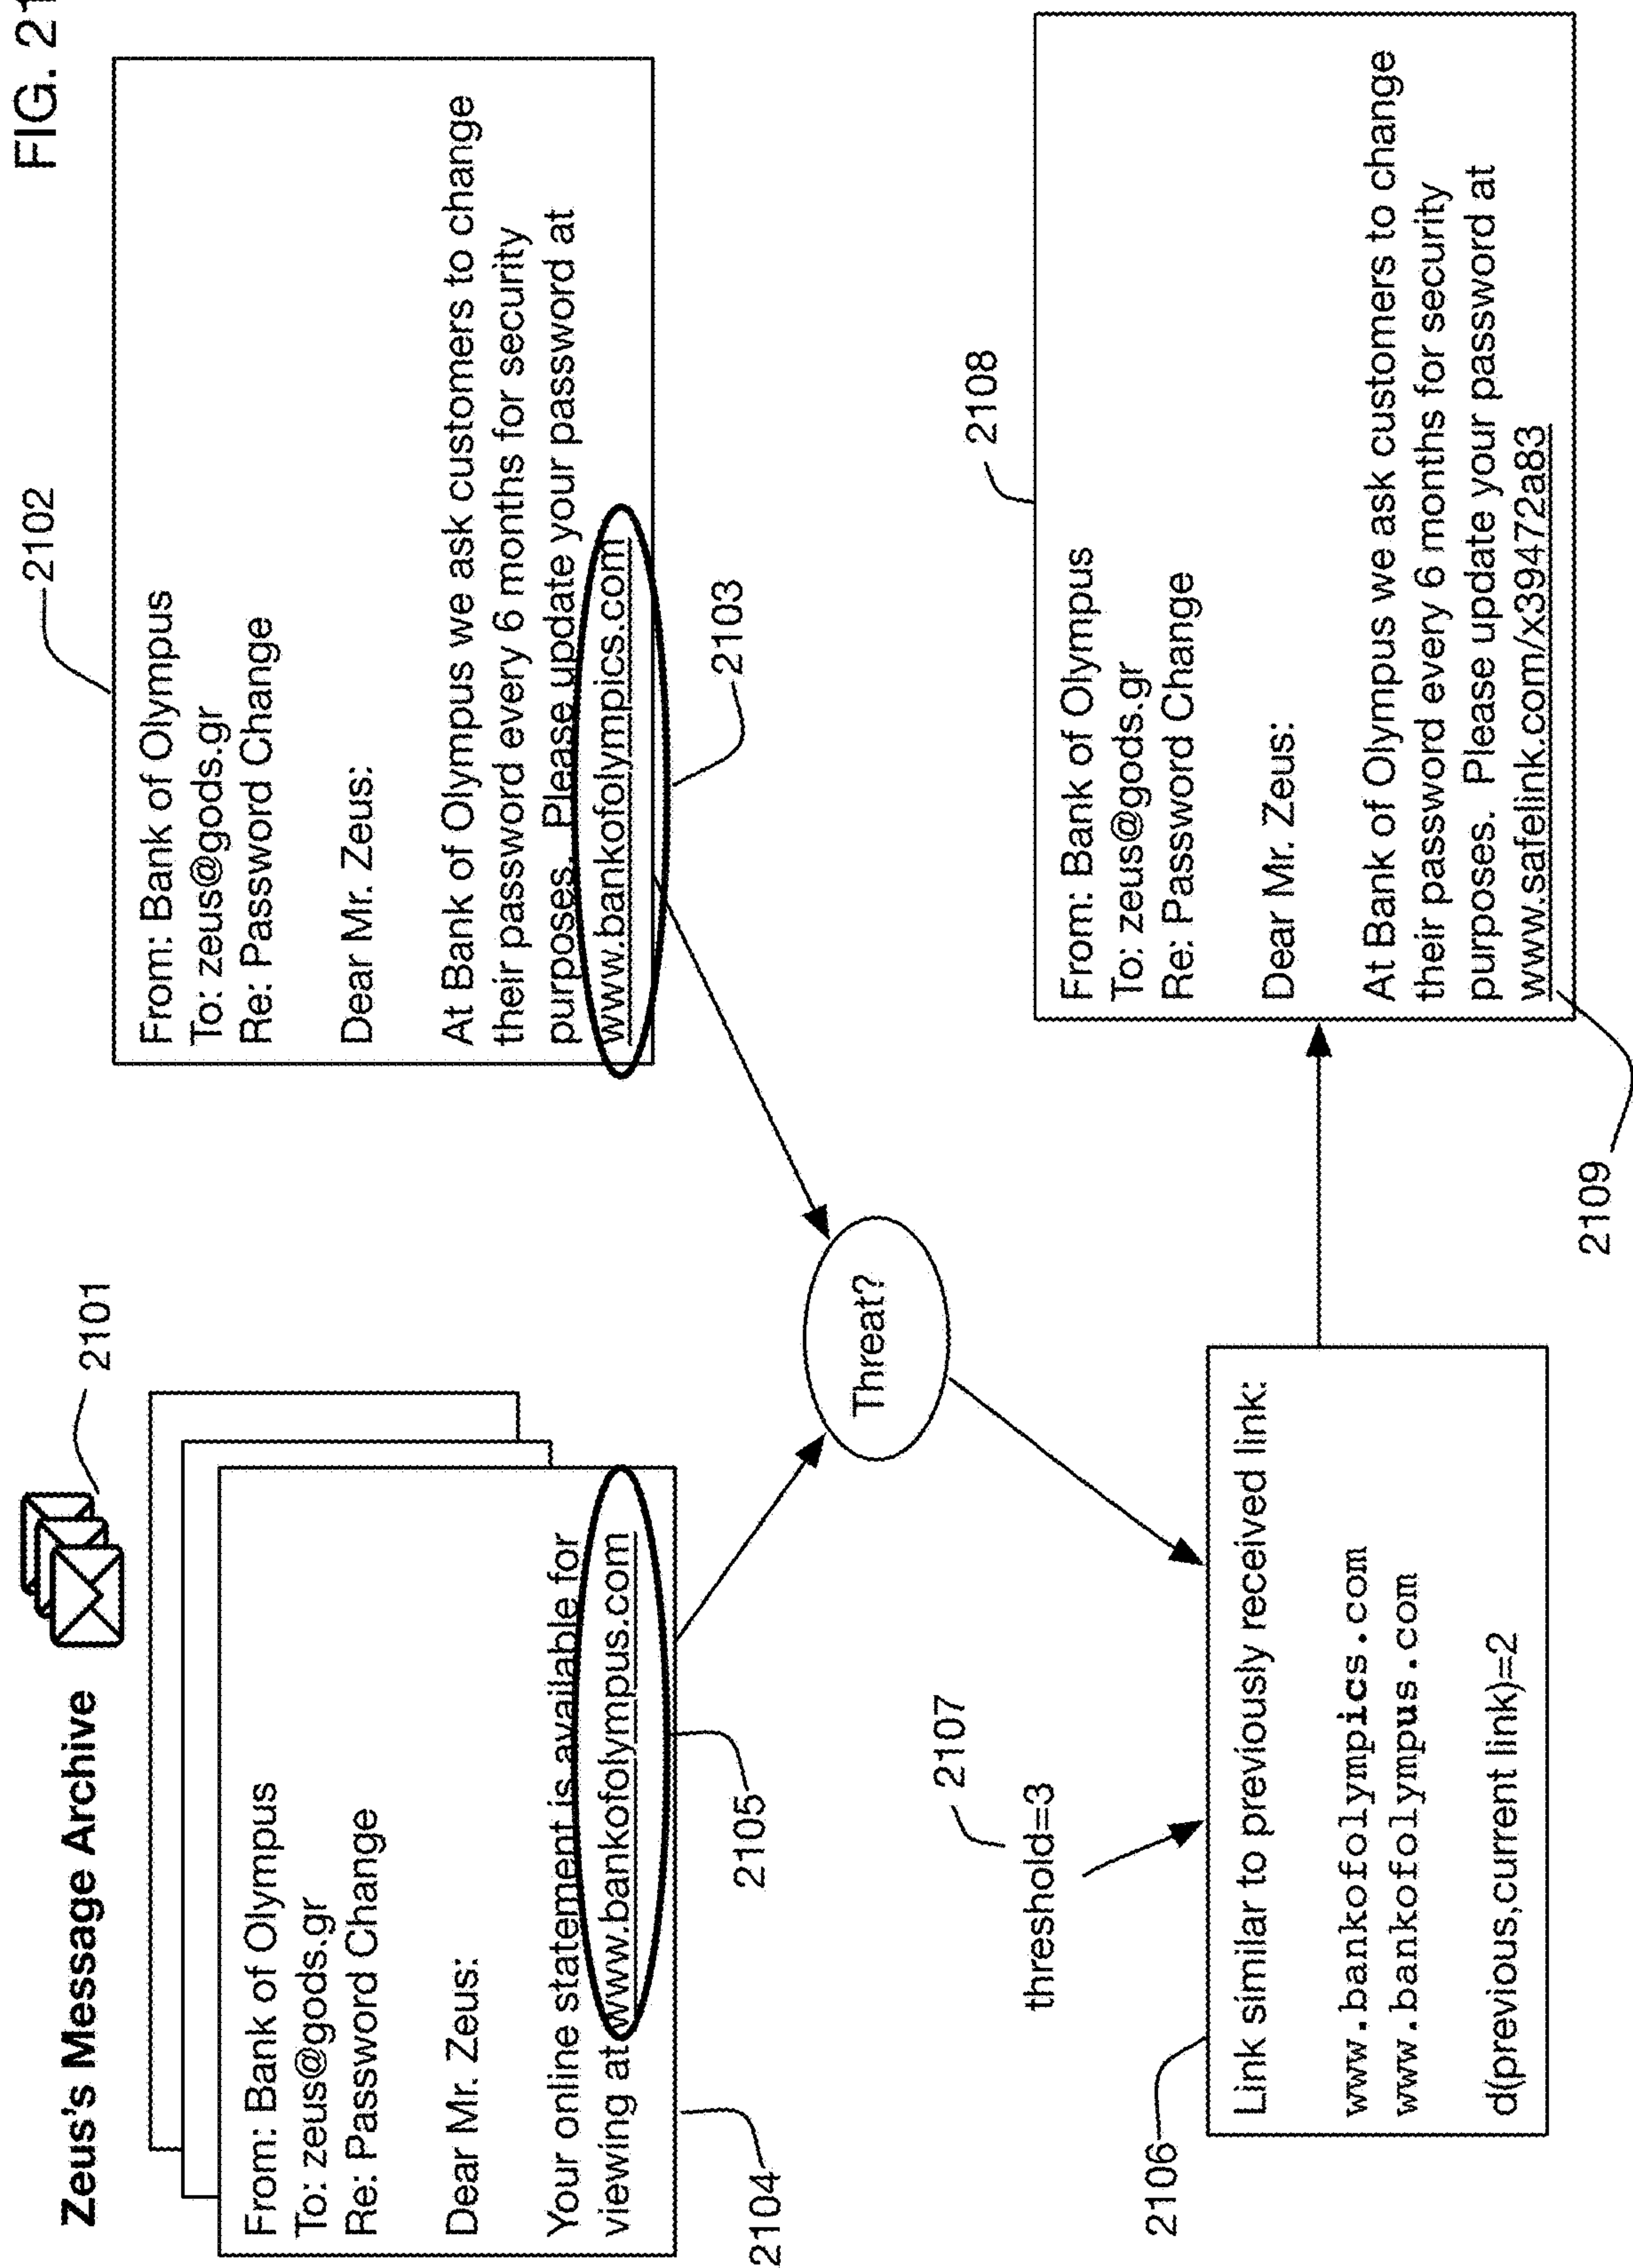 FIG. 21
Zeus's Message Archive
2101
From: Bank of Olympus
To: zeus@gods.gr
Re: Password Change
Dear Mr. Zeus:
Your online statement is available for
viewing at www.bankofolympus.com
2104
2105
2102
From: Bank of Olympus
To: zeus@gods.gr
Re: Password Change
Dear Mr. Zeus:
At Bank of Olympus we ask customers to change
their password every 6 months for security
purposes. Please update your password at
www.bankofolympics.com
2103
Threat?
2107
threshold=3
2106
Link similar to previously received link:
www.bankofolympics.com
www.bankofolympus.com
d(previous,current link)=2
2108
From: Bank of Olympus
To: zeus@gods.gr
Re: Password Change
Dear Mr. Zeus:
At Bank of Olympus we ask customers to change
their password every 6 months for security
purposes. Please update your password at
www.safelink.com/x39472a83
2109